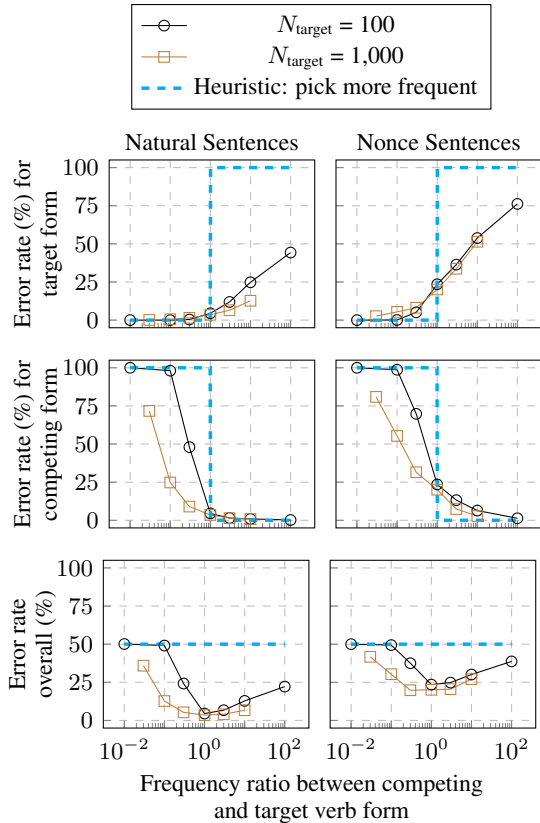 N_target = 100
N_target = 1,000
Heuristic: pick more frequent
Natural Sentences
Nonce Sentences
Error rate (%) for
target form
100
75
50
25
0
Error rate (%) for
competing form
100
75
50
25
0
Error rate
overall (%)
100
75
50
25
0
10^−2 10^0 10^2
10^−2 10^0 10^2
Frequency ratio between competing
and target verb form